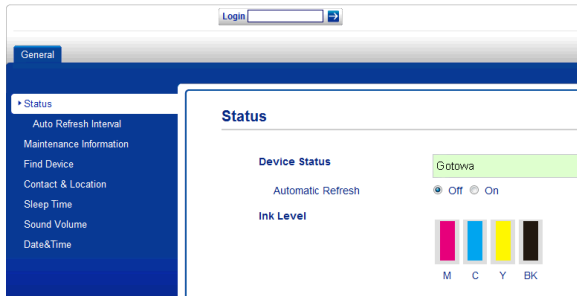 Login
General
Status
Auto Refresh Interval
Maintenance Information
Find Device
Contact & Location
Sleep Time
Sound Volume
Date&Time
Status
Device Status
Gotowa
Automatic Refresh
Off On
Ink Level
M C Y BK